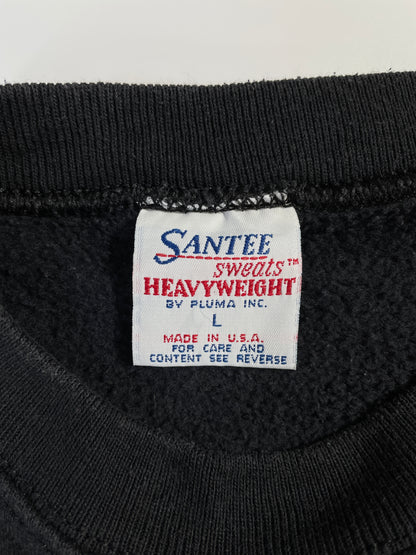 SANTEE
sweats™
HEAVYWEIGHT
BY PLUMA INC.
L
MADE IN U.S.A.
FOR CARE AND
CONTENT SEE REVERSE